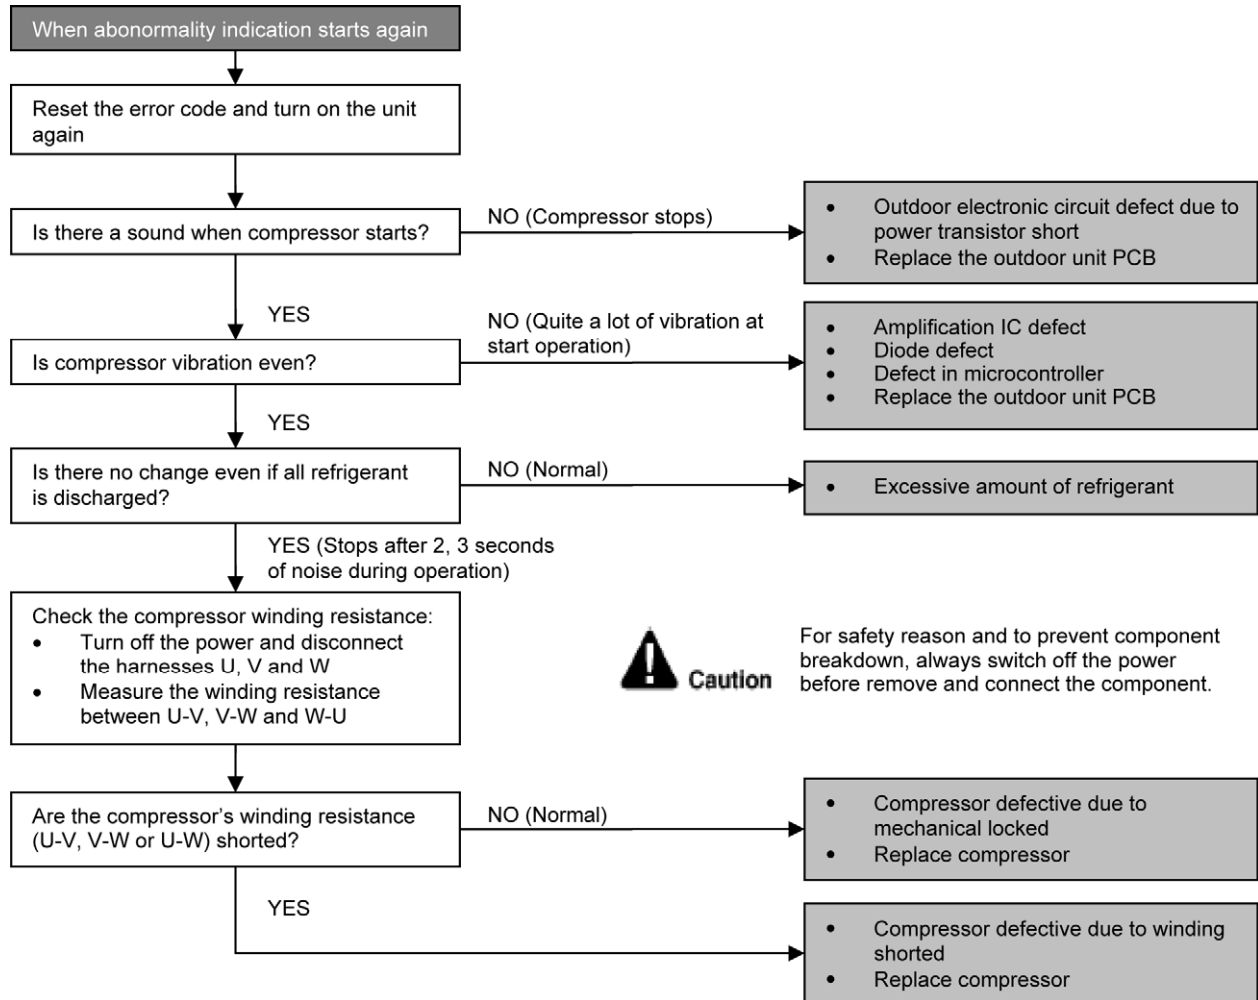 When abonormality indication starts again
Reset the error code and turn on the unit
again
Is there a sound when compressor starts?
NO (Compressor stops)
• Outdoor electronic circuit defect due to
power transistor short
• Replace the outdoor unit PCB
YES
Is compressor vibration even?
NO (Quite a lot of vibration at
start operation)
• Amplification IC defect
• Diode defect
• Defect in microcontroller
• Replace the outdoor unit PCB
YES
Is there no change even if all refrigerant
is discharged?
NO (Normal)
• Excessive amount of refrigerant
YES (Stops after 2, 3 seconds
of noise during operation)
Check the compressor winding resistance:
• Turn off the power and disconnect
the harnesses U, V and W
• Measure the winding resistance
between U-V, V-W and W-U
Caution
For safety reason and to prevent component
breakdown, always switch off the power
before remove and connect the component.
Are the compressor’s winding resistance
(U-V, V-W or U-W) shorted?
NO (Normal)
• Compressor defective due to
mechanical locked
• Replace compressor
YES
• Compressor defective due to winding
shorted
• Replace compressor